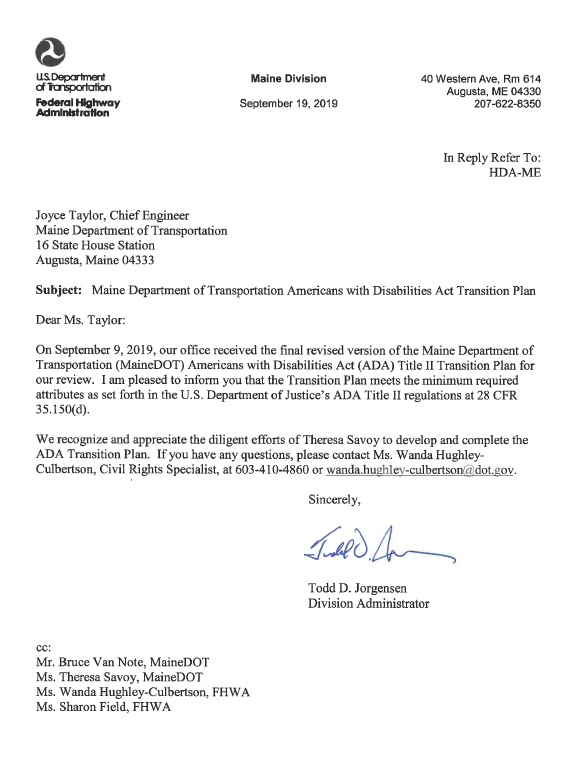 U.S. Department
of Transportation
Federal Highway
Administration
Maine Division
September 19, 2019
40 Western Ave, Rm 614
Augusta, ME 04330
207-622-8350
In Reply Refer To:
HDA-ME
Joyce Taylor, Chief Engineer
Maine Department of Transportation
16 State House Station
Augusta, Maine 04333
Subject: Maine Department of Transportation Americans with Disabilities Act Transition Plan
Dear Ms. Taylor:
On September 9, 2019, our office received the final revised version of the Maine Department of
Transportation (MaineDOT) Americans with Disabilities Act (ADA) Title II Transition Plan for
our review. I am pleased to inform you that the Transition Plan meets the minimum required
attributes as set forth in the U.S. Department of Justice's ADA Title II regulations at 28 CFR
35.150(d).
We recognize and appreciate the diligent efforts of Theresa Savoy to develop and complete the
ADA Transition Plan. If you have any questions, please contact Ms. Wanda Hughley-
Culbertson, Civil Rights Specialist, at 603-410-4860 or wanda.hughley-culbertson@dot.gov.
Sincerely,
Todd D. Jorgensen
Division Administrator
cc:
Mr. Bruce Van Note, MaineDOT
Ms. Theresa Savoy, MaineDOT
Ms. Wanda Hughley-Culbertson, FHWA
Ms. Sharon Field, FHWA